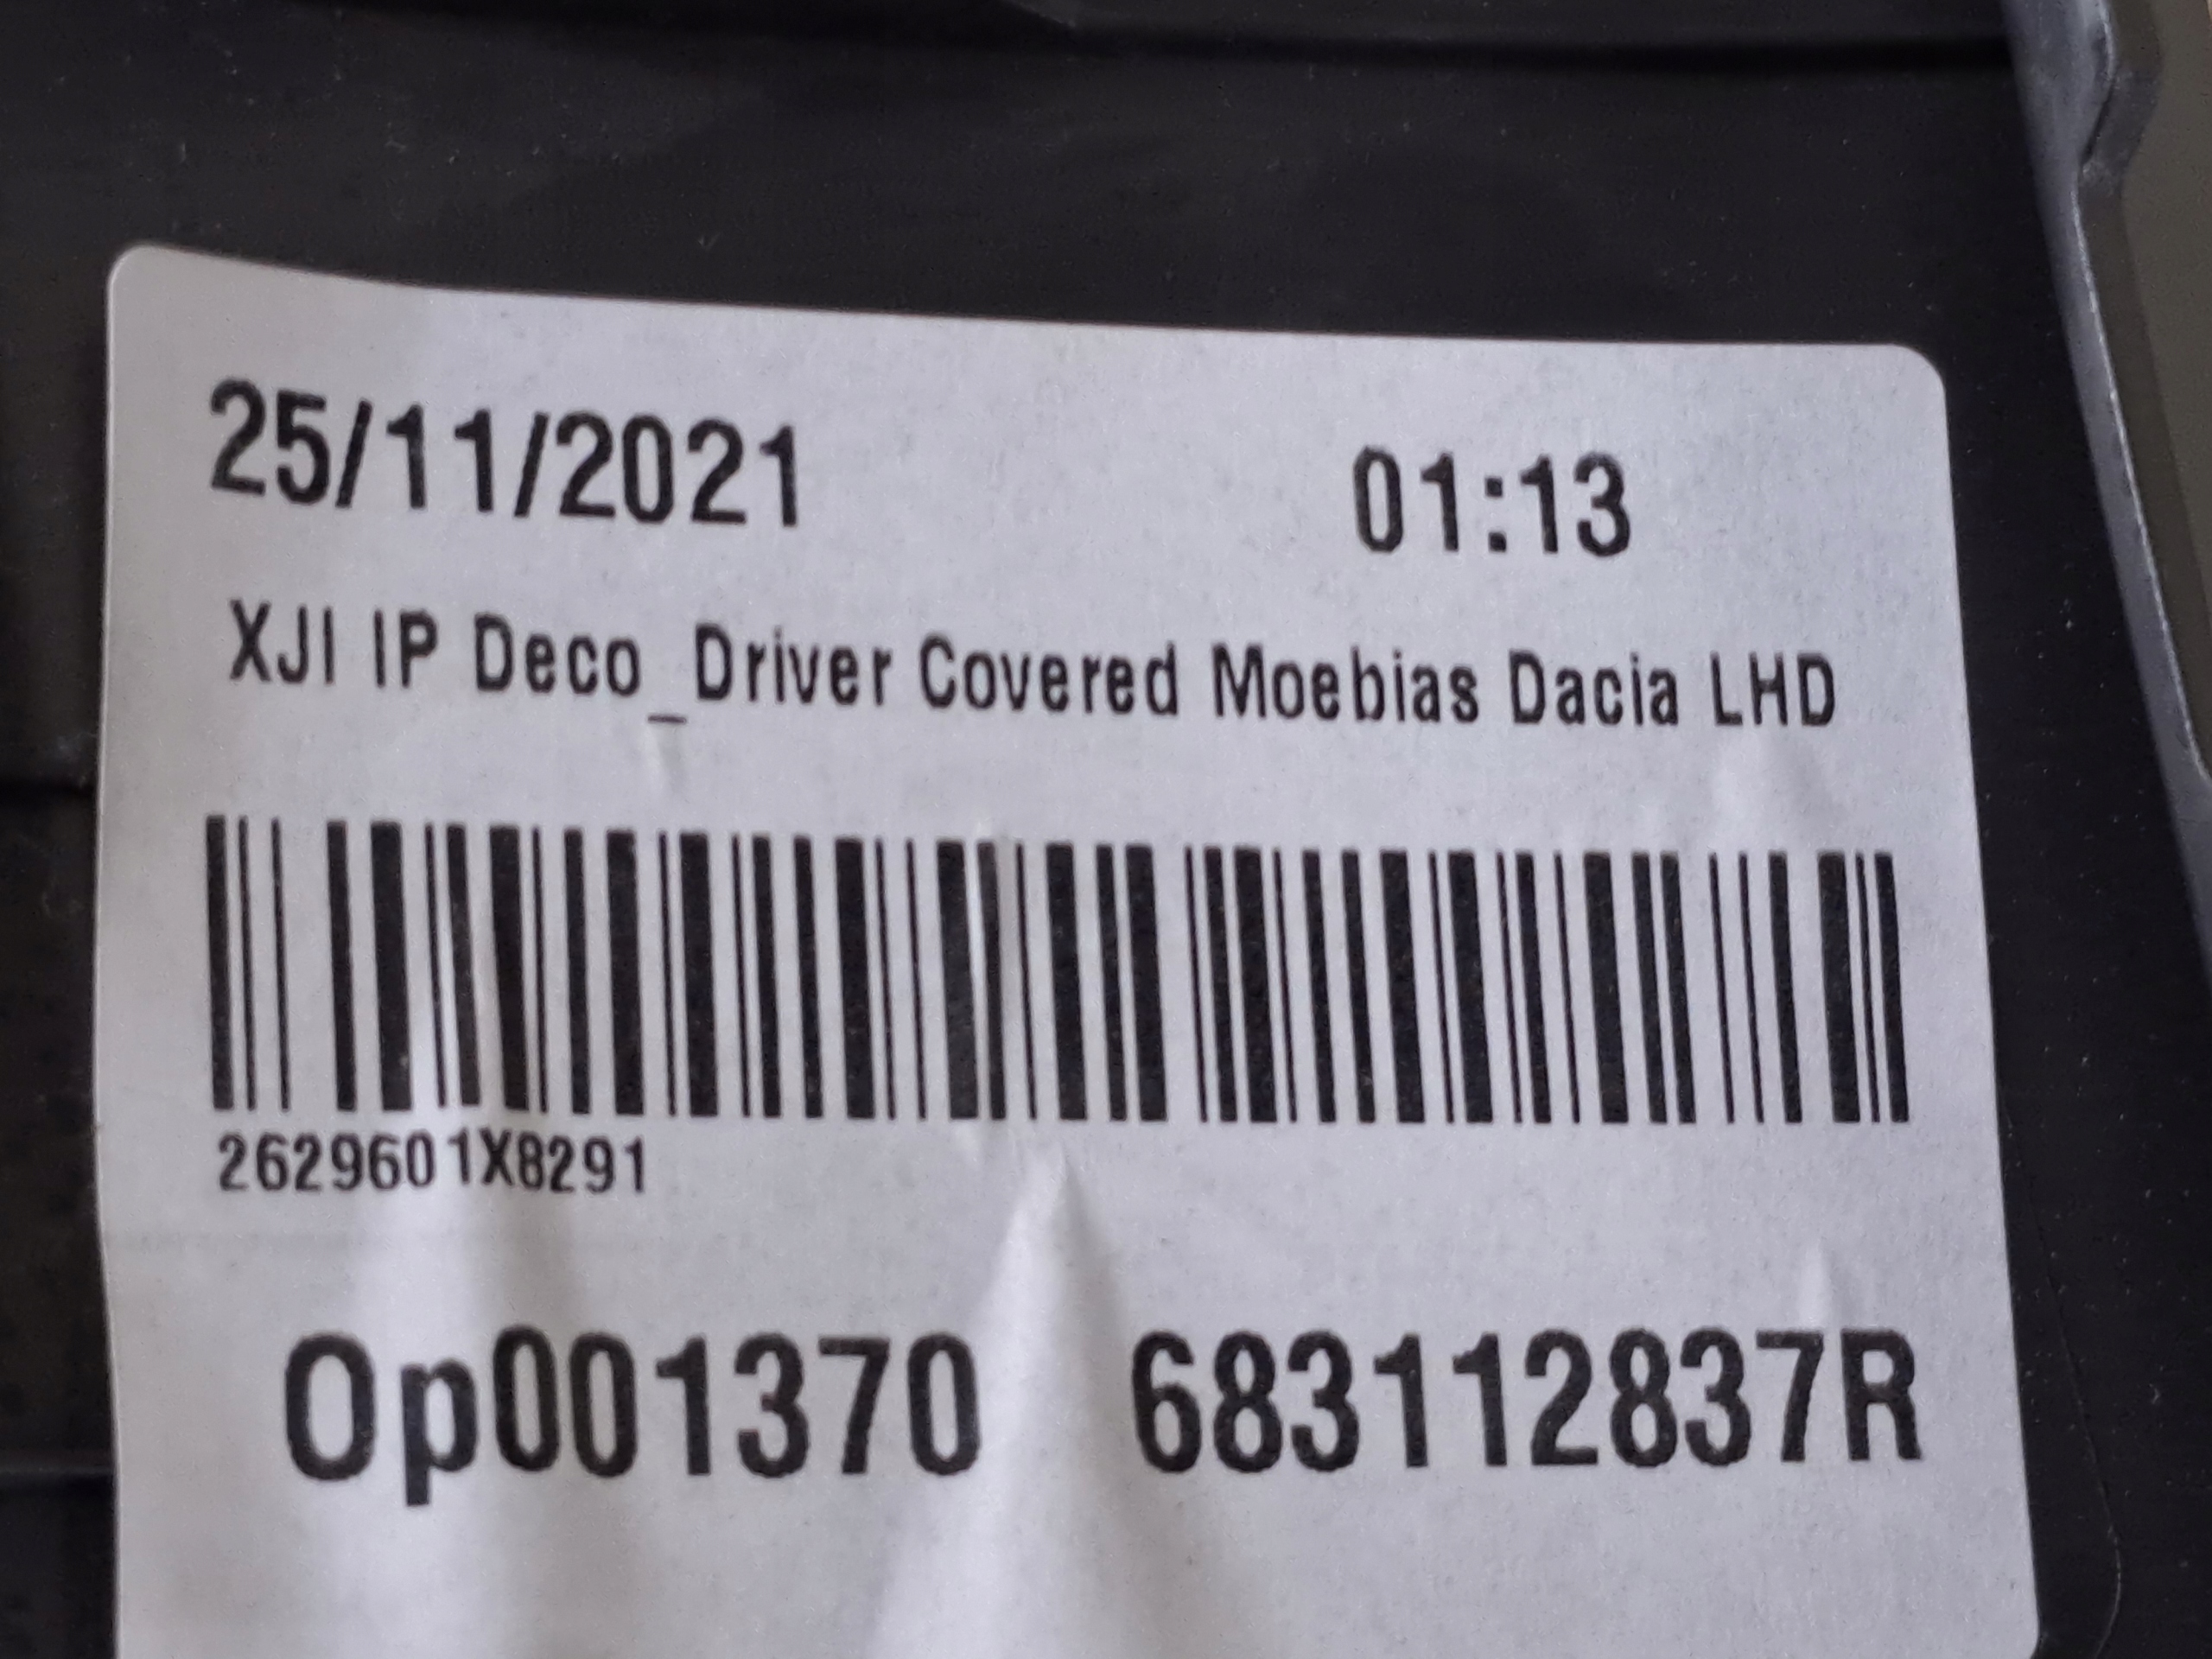 25/11/2021 01:13
XJI IP Deco_Driver Covered Moebias Dacia LHD
2629601X8291
Op001370 683112837R